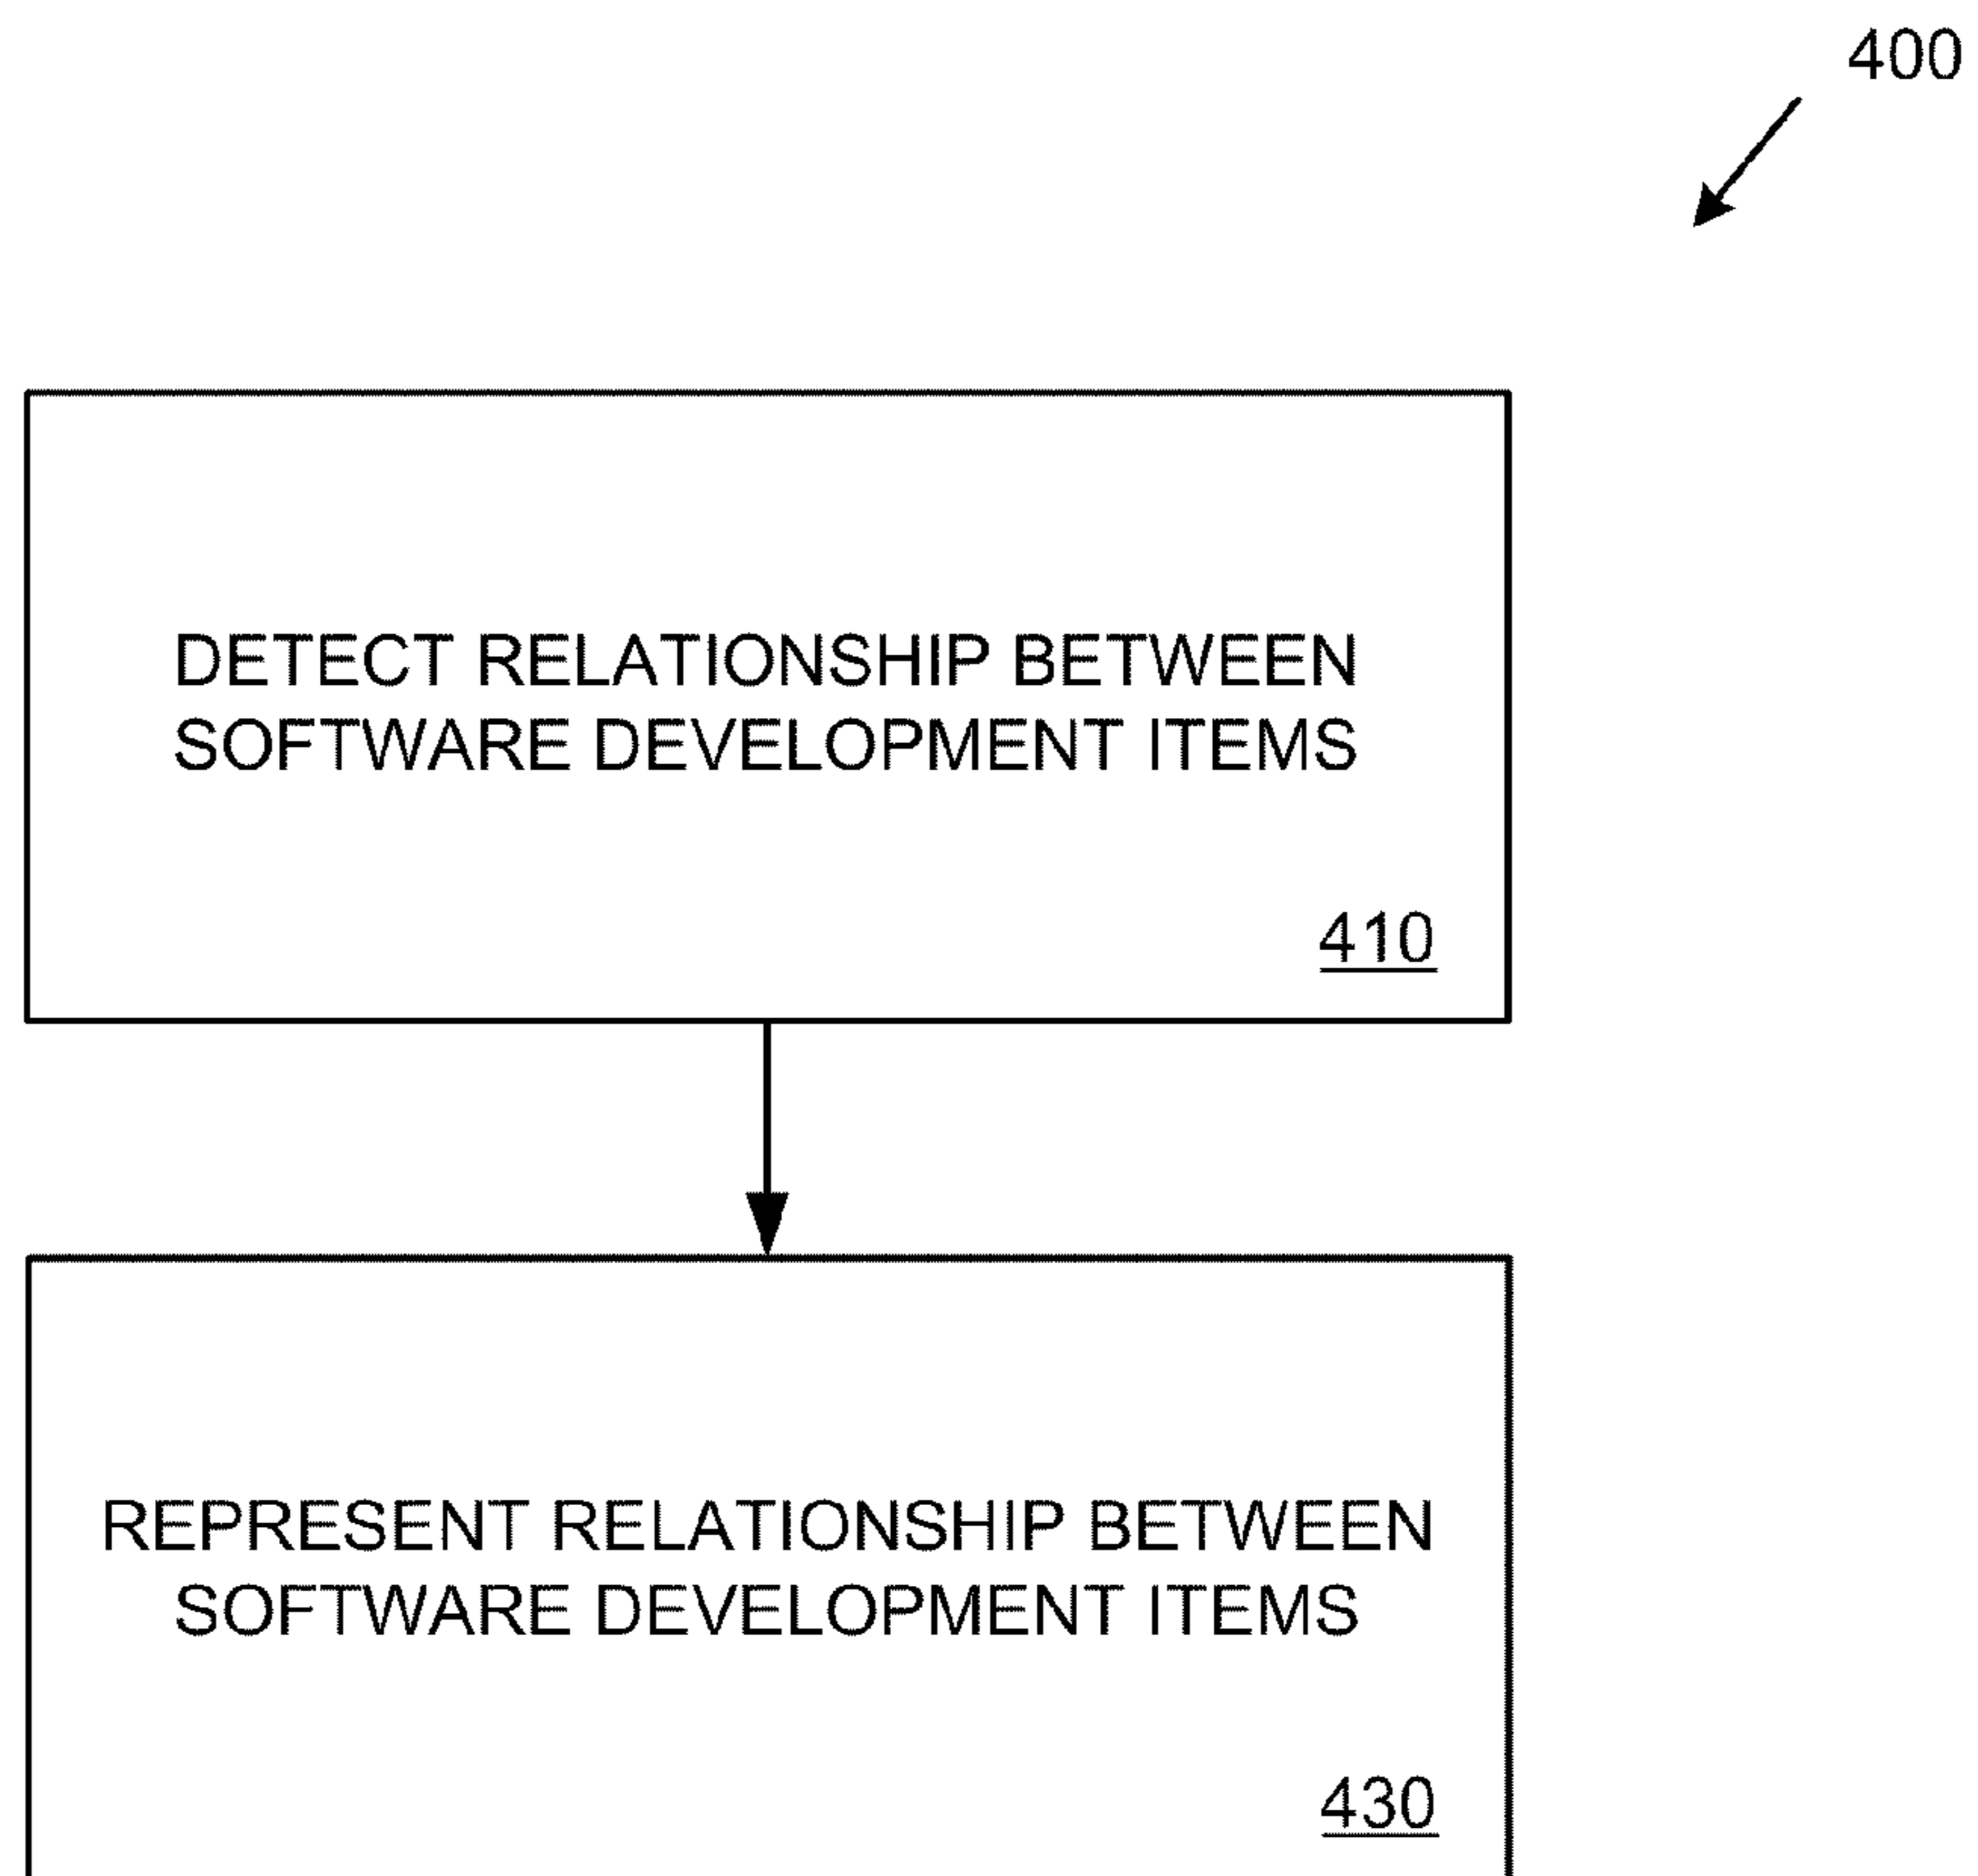 400
DETECT RELATIONSHIP BETWEEN
SOFTWARE DEVELOPMENT ITEMS
410
REPRESENT RELATIONSHIP BETWEEN
SOFTWARE DEVELOPMENT ITEMS
430